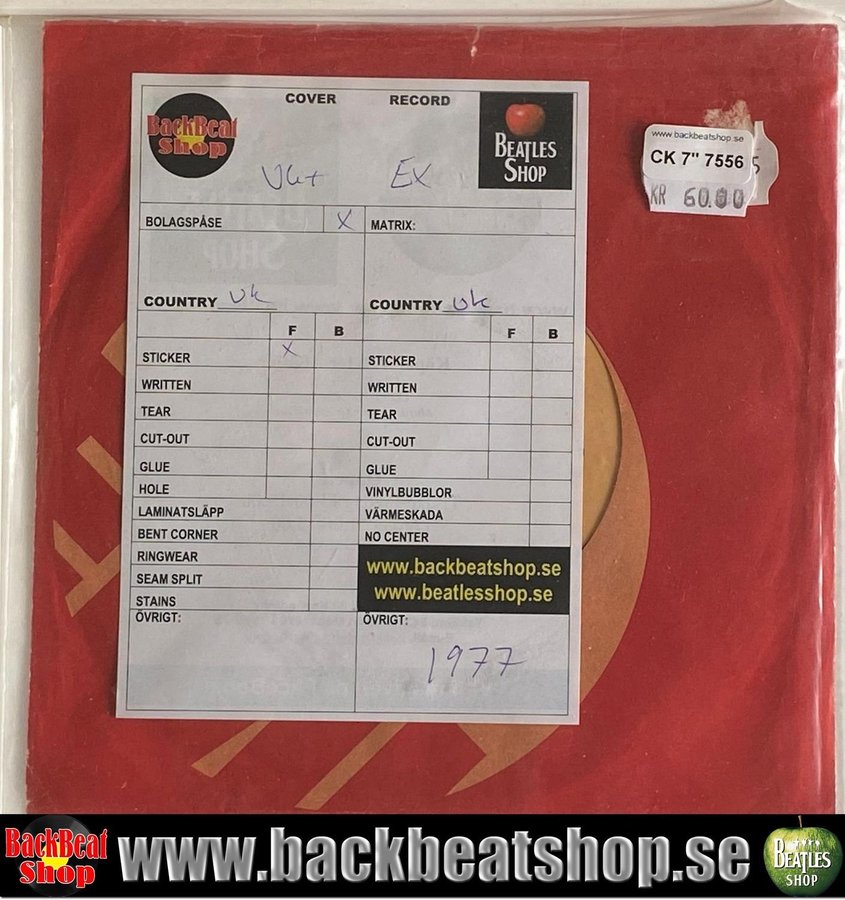 COVER RECORD
BackBeat
Shop
BEATLES
SHOP
VG+ EX
www.backbeatshop.se
CK 7" 7556
KR 60.00
BOLAGSPÅSE X MATRIX:
COUNTRY UK COUNTRY UK
F B F B
STICKER X STICKER
WRITTEN WRITTEN
TEAR TEAR
CUT-OUT CUT-OUT
GLUE GLUE
HOLE VINYLBUBBLOR
LAMINATSLÄPP VÄRMESKADA
BENT CORNER NO CENTER
RINGWEAR
SEAM SPLIT
STAINS
www.backbeatshop.se
www.beatlesshop.se
ÖVRIGT: ÖVRIGT:
1977
BackBeat
Shop
www.backbeatshop.se
BEATLES
SHOP